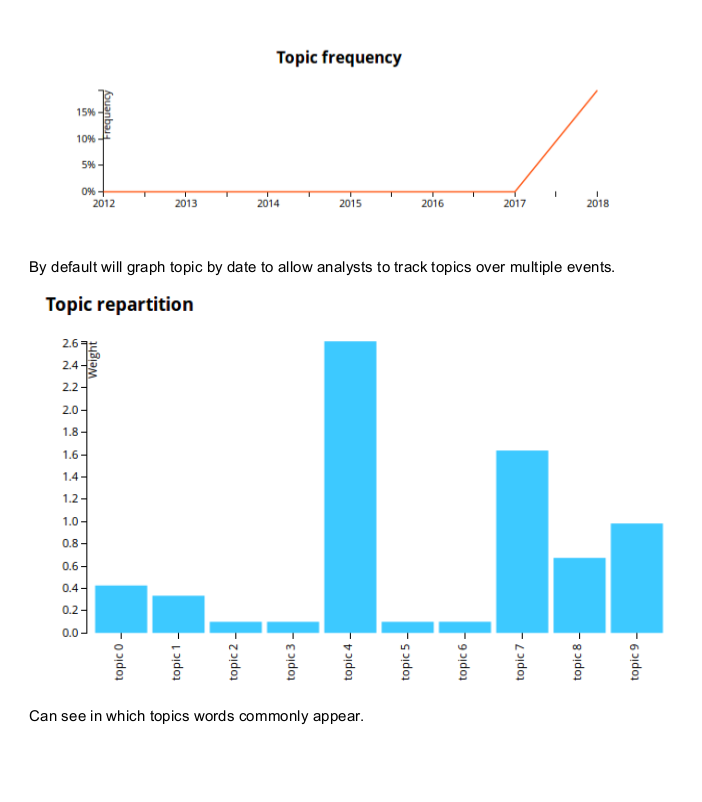 Topic frequency
Frequency
15%
10%
5%
0%
2012 2013 2014 2015 2016 2017 2018
By default will graph topic by date to allow analysts to track topics over multiple events.
Topic repartition
Weight
2.6
2.4
2.2
2.0
1.8
1.6
1.4
1.2
1.0
0.8
0.6
0.4
0.2
0.0
topic 0 topic 1 topic 2 topic 3 topic 4 topic 5 topic 6 topic 7 topic 8 topic 9
Can see in which topics words commonly appear.